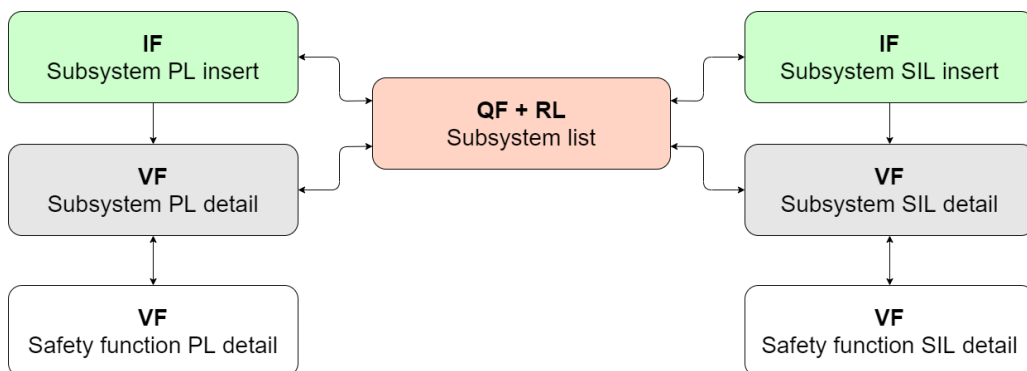 IF
Subsystem PL insert
IF
Subsystem SIL insert
QF + RL
Subsystem list
VF
Subsystem PL detail
VF
Subsystem SIL detail
VF
Safety function PL detail
VF
Safety function SIL detail